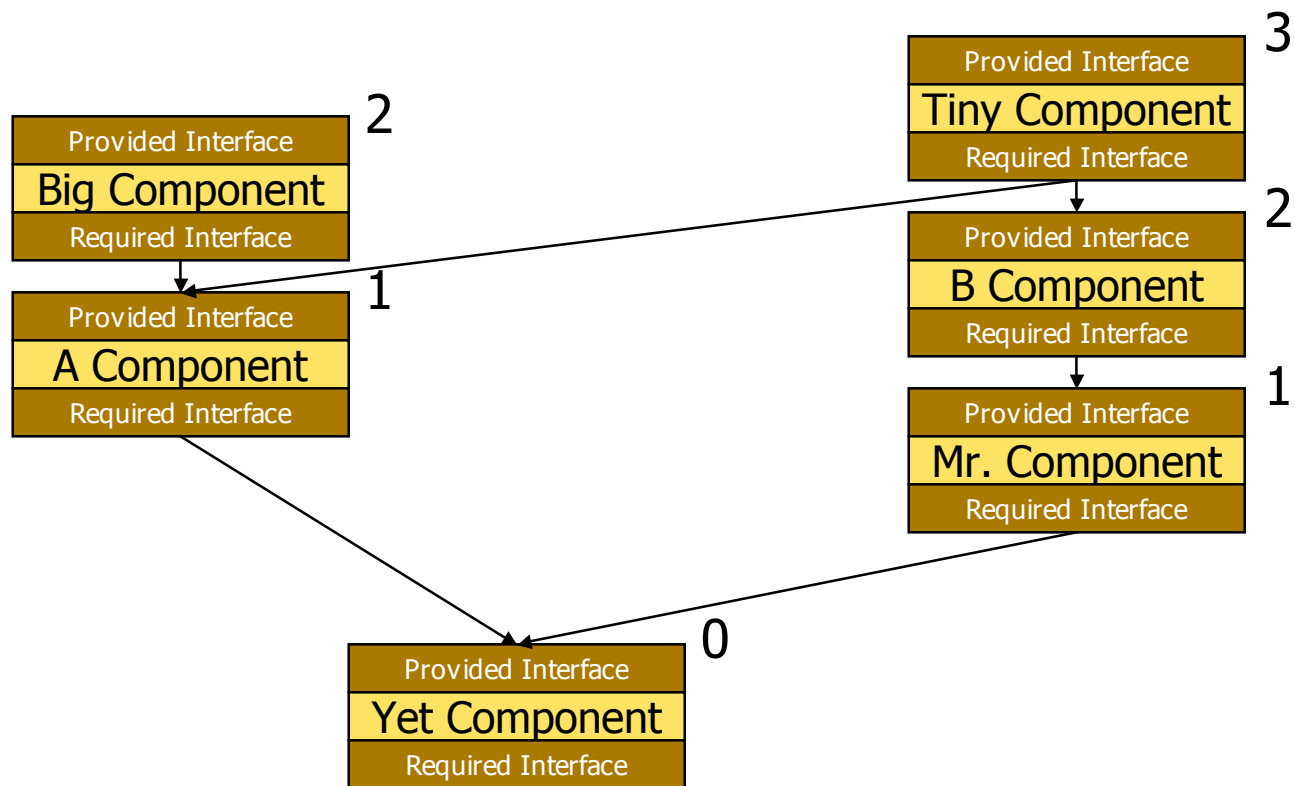 3
Provided Interface
Tiny Component
Required Interface
2
Provided Interface
Big Component
Required Interface
2
Provided Interface
B Component
Required Interface
1
Provided Interface
A Component
Required Interface
1
Provided Interface
Mr. Component
Required Interface
0
Provided Interface
Yet Component
Required Interface